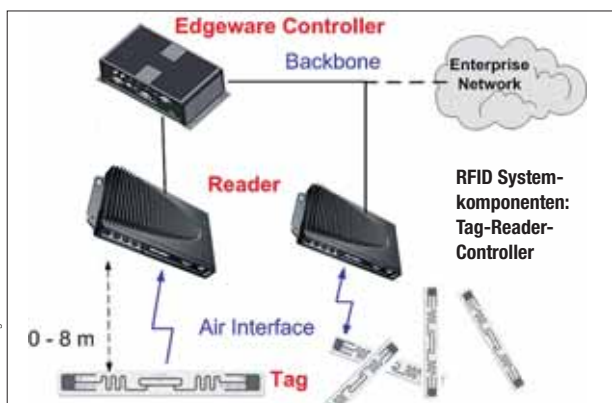 Edgeware Controller
Backbone
Enterprise
Network
Reader
RFID System-
komponenten:
Tag-Reader-
Controller
Air Interface
0 - 8 m
Tag